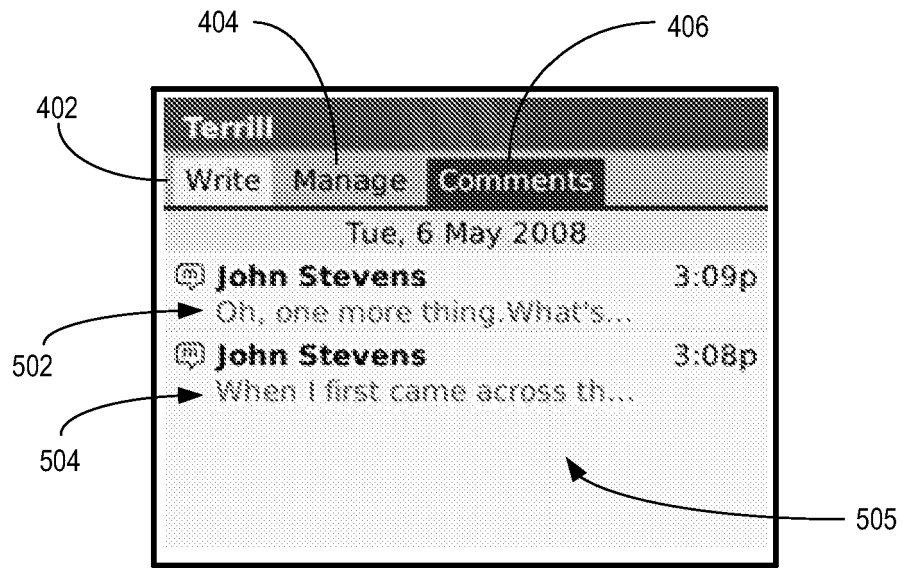 404
406
402
Terrill
Write Manage Comments
Tue, 6 May 2008
John Stevens 3:09p
Oh, one more thing.What's...
502
John Stevens 3:08p
When I first came across th...
504
505